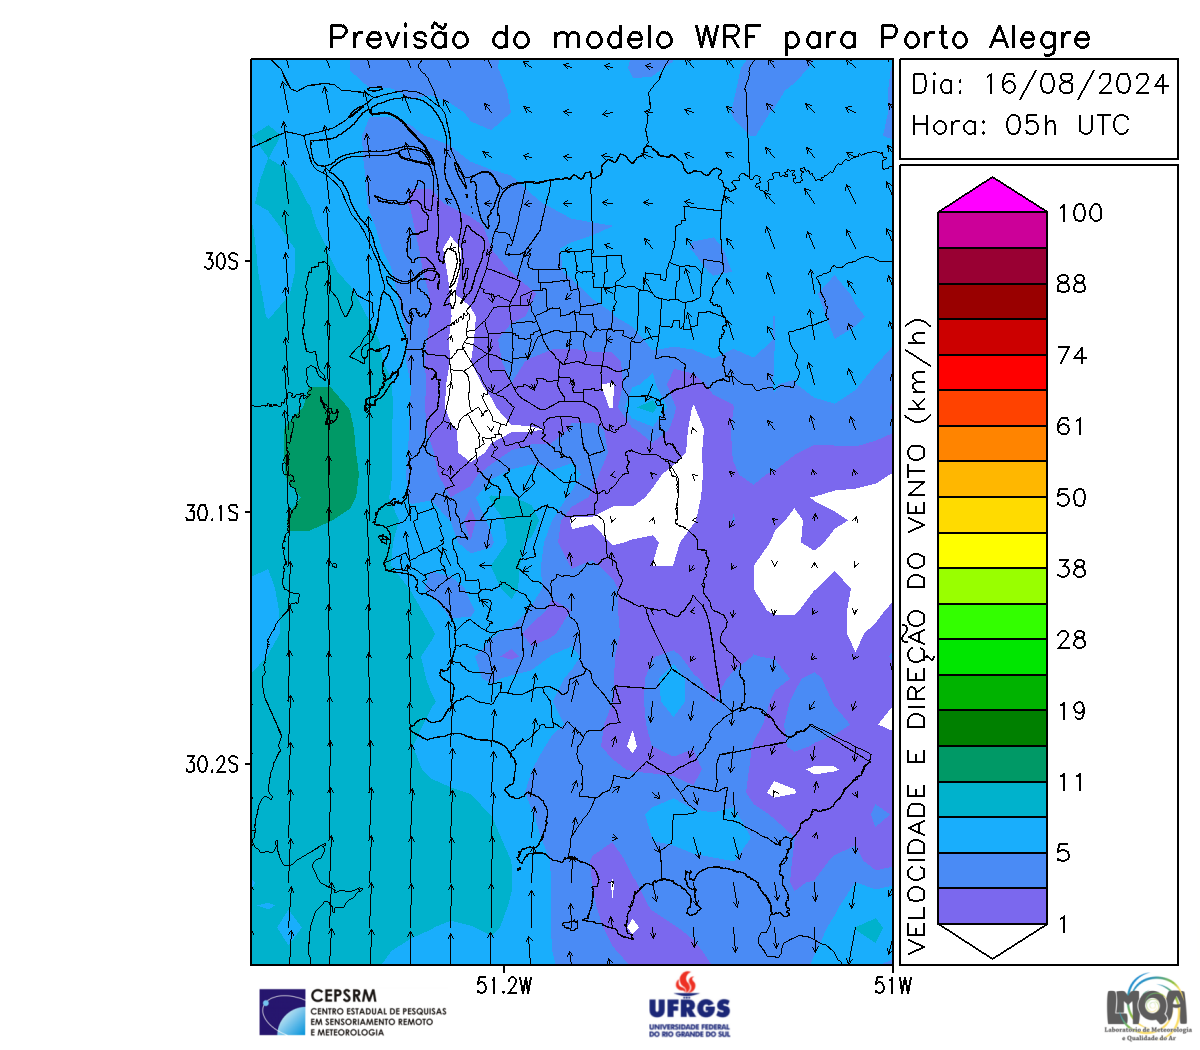 Previsão do modelo WRF para Porto Alegre
Dia: 16/08/2024
Hora: 05h UTC
30S
30.1S
30.2S
51.2W
51W
VELOCIDADE E DIREÇÃO DO VENTO (km/h)
100
88
74
61
50
38
28
19
11
5
1
CEPSRM
CENTRO ESTADUAL DE PESQUISAS
EM SENSORIAMENTO REMOTO
E METEOROLOGIA
UFRGS
UNIVERSIDADE FEDERAL
DO RIO GRANDE DO SUL
LMQA
Laboratório de Meteorologia
e Qualidade do Ar